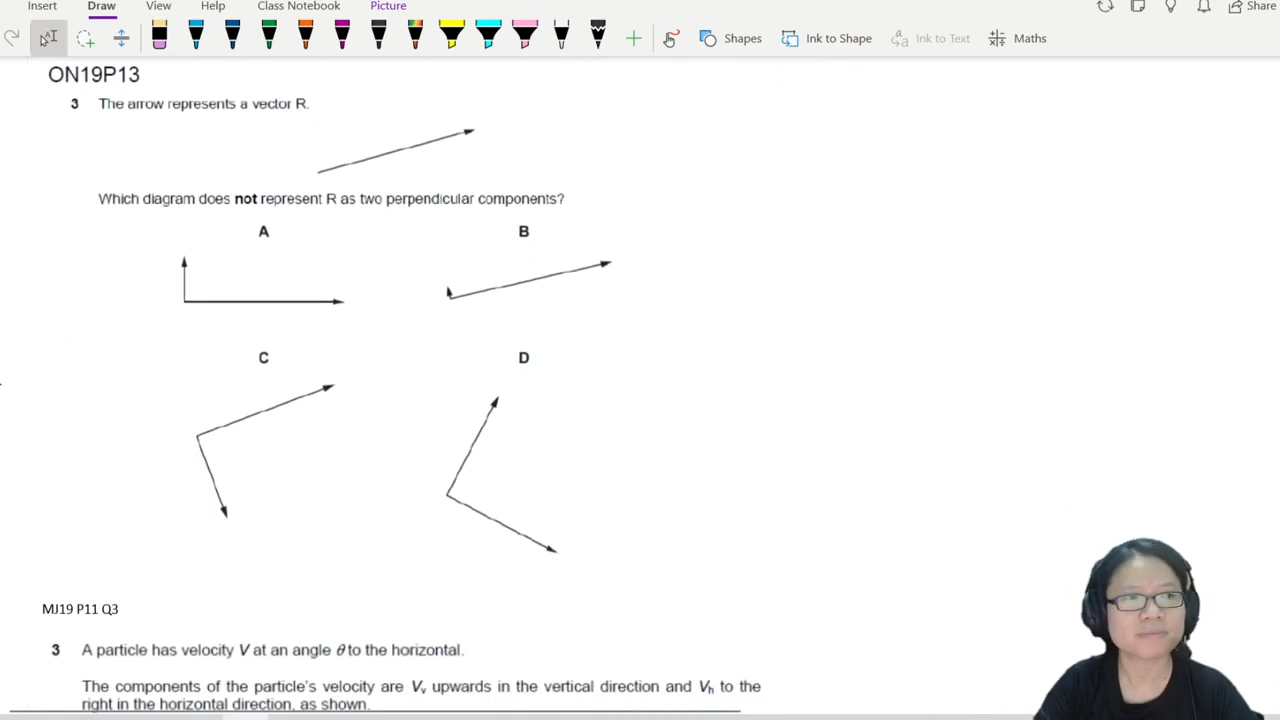 Insert Draw View Help Class Notebook Picture Share
Shapes Ink to Shape Ink to Text Maths
ON19P13
3 The arrow represents a vector R.
Which diagram does not represent R as two perpendicular components?
A B
C D
MJ19 P11 Q3
3 A particle has velocity V at an angle θ to the horizontal.
The components of the particle's velocity are Vv upwards in the vertical direction and Vh to the
right in the horizontal direction, as shown.